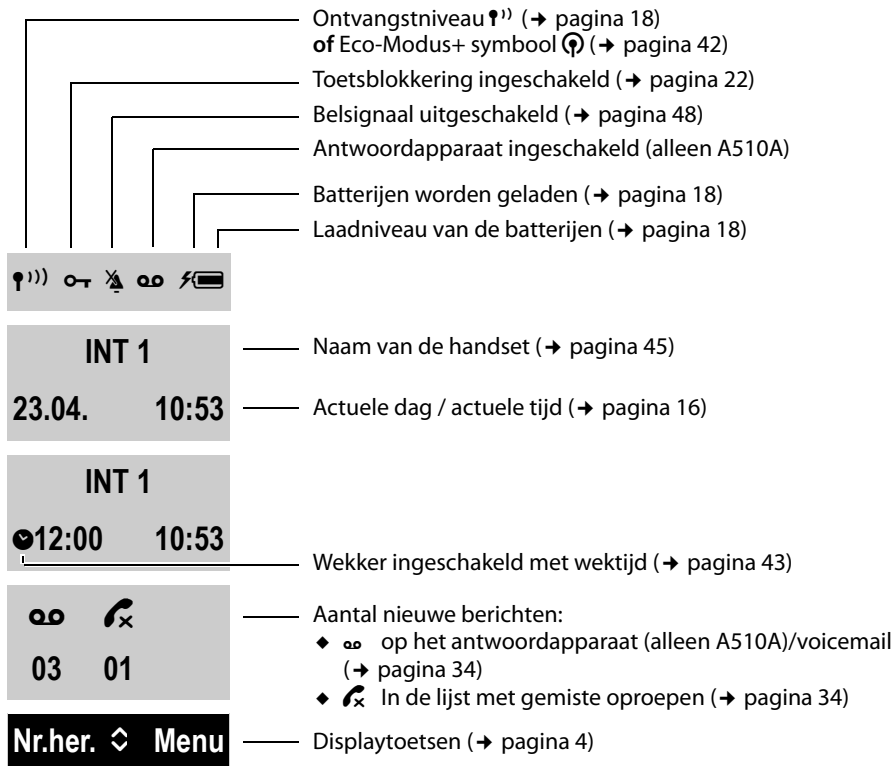 Ontvangstniveau (➔ pagina 18)
of Eco-Modus+ symbool (➔ pagina 42)
Toetsblokkering ingeschakeld (➔ pagina 22)
Belsignaal uitgeschakeld (➔ pagina 48)
Antwoordapparaat ingeschakeld (alleen A510A)
Batterijen worden geladen (➔ pagina 18)
Laadniveau van de batterijen (➔ pagina 18)
INT 1
Naam van de handset (➔ pagina 45)
23.04. 10:53
Actuele dag / actuele tijd (➔ pagina 16)
INT 1
12:00 10:53
Wekker ingeschakeld met wektijd (➔ pagina 43)
Aantal nieuwe berichten:
◆ op het antwoordapparaat (alleen A510A)/voicemail
(➔ pagina 34)
03 01
◆ In de lijst met gemiste oproepen (➔ pagina 34)
Nr.her. Menu
Displaytoetsen (➔ pagina 4)